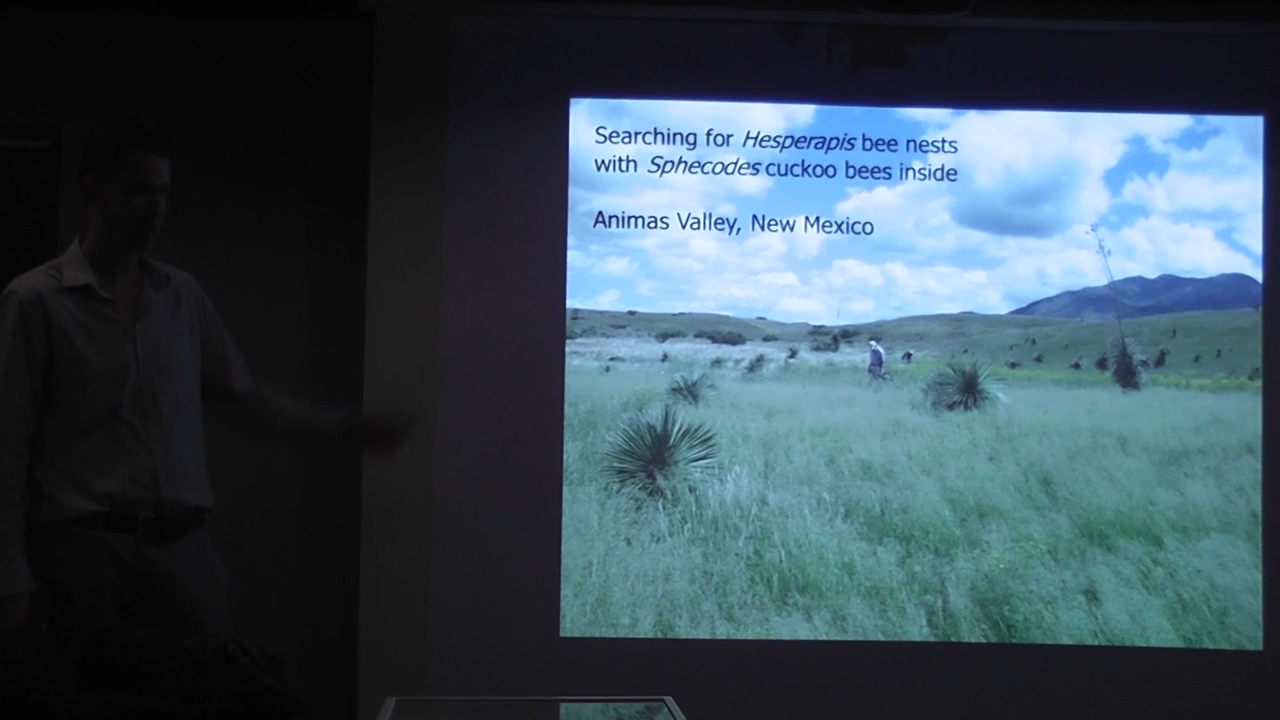 Searching for Hesperapis bee nests
with Sphecodes cuckoo bees inside
Animas Valley, New Mexico